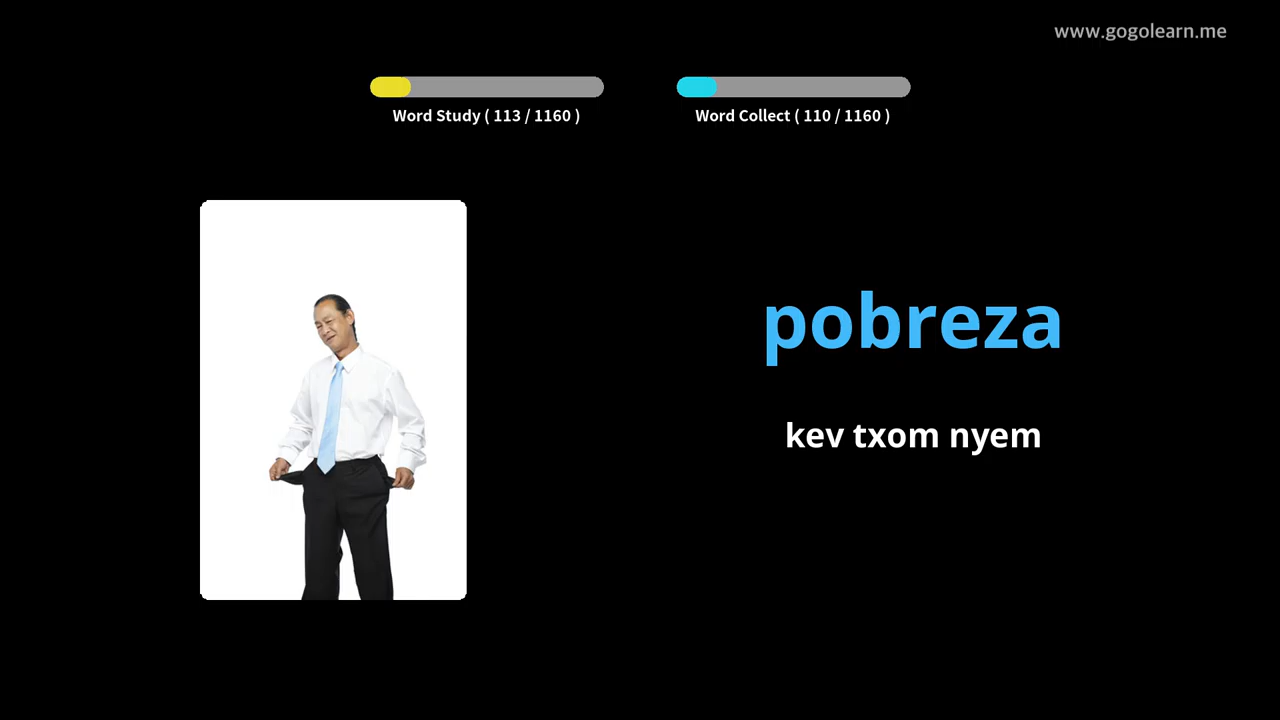 www.gogolearn.me
Word Study ( 113 / 1160 )
Word Collect ( 110 / 1160 )
pobreza
kev txom nyem